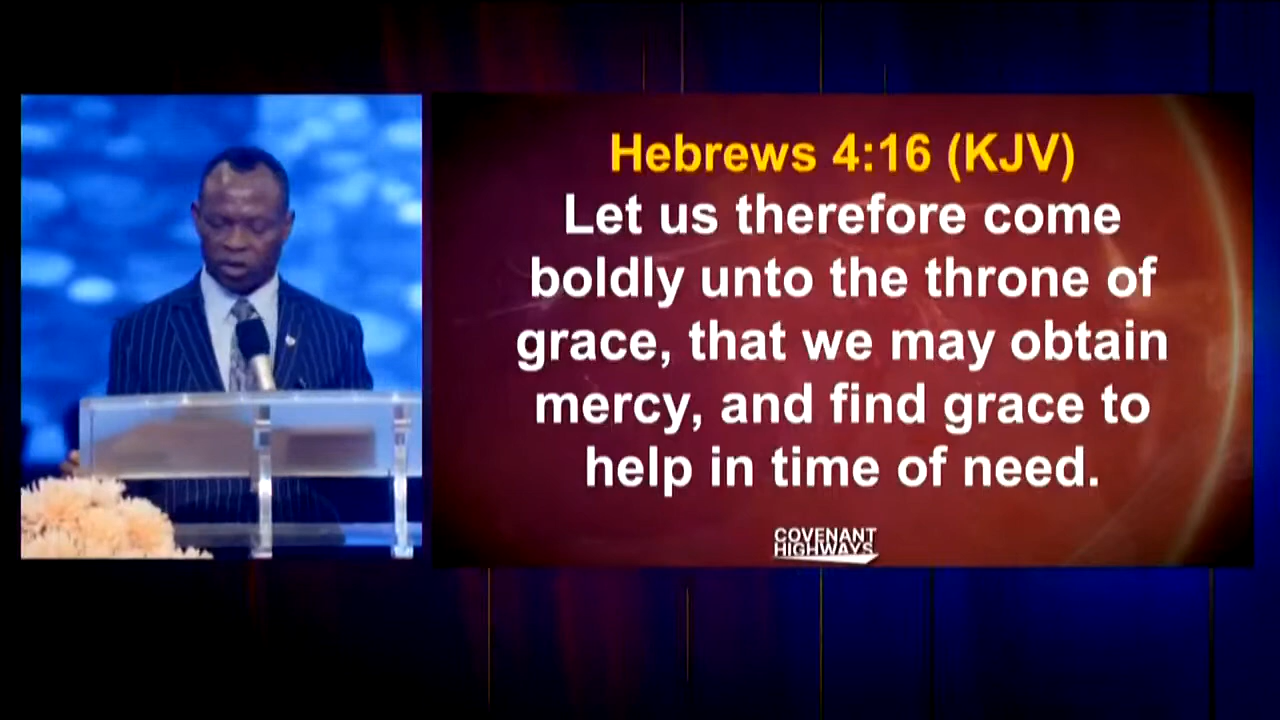 Hebrews 4:16 (KJV)
Let us therefore come
boldly unto the throne of
grace, that we may obtain
mercy, and find grace to
help in time of need.
COVENANT
HIGHWAYS